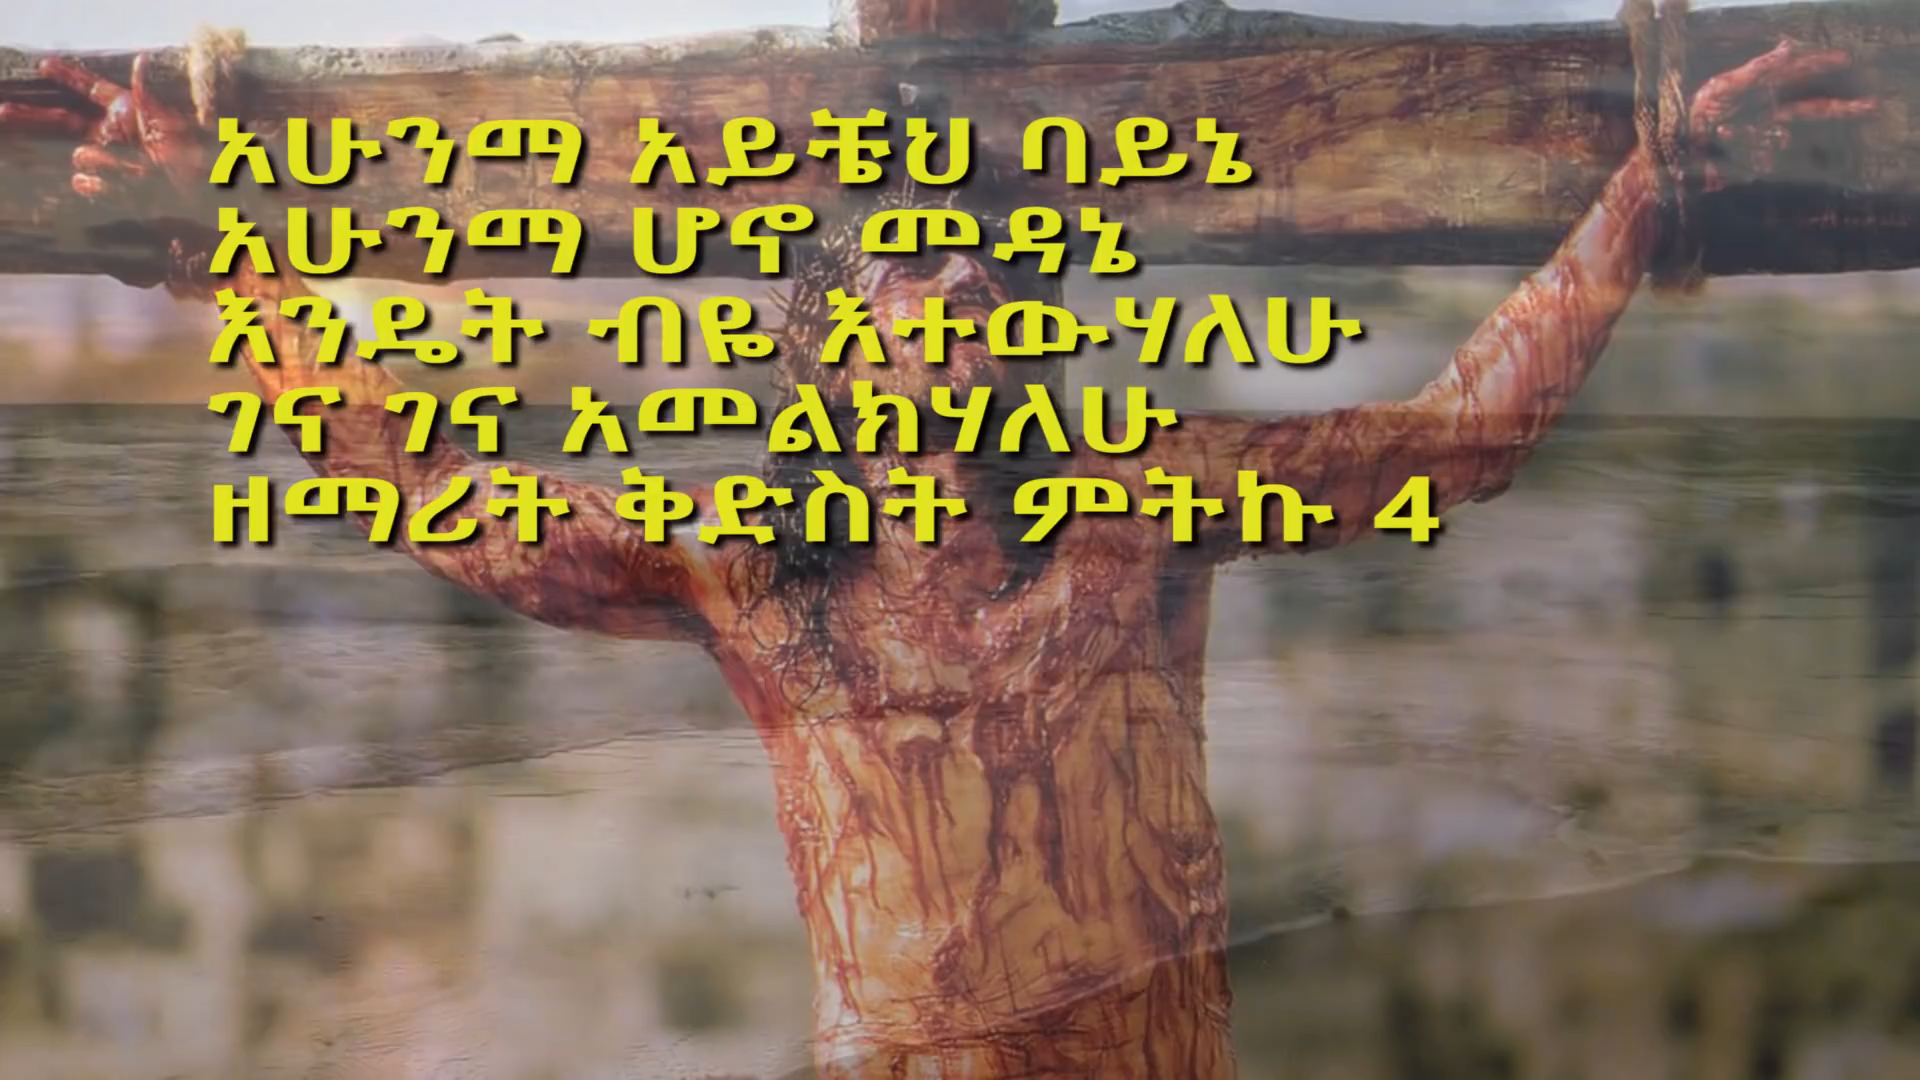 አሁንማ አይቼህ ባይኔ
አሁንማ ሆኖ መዳኔ
እንዴት ብዬ እተውሃለሁ
ገና ገና አመልክሃለሁ
ዘማሪት ቅድስት ምትኩ 4